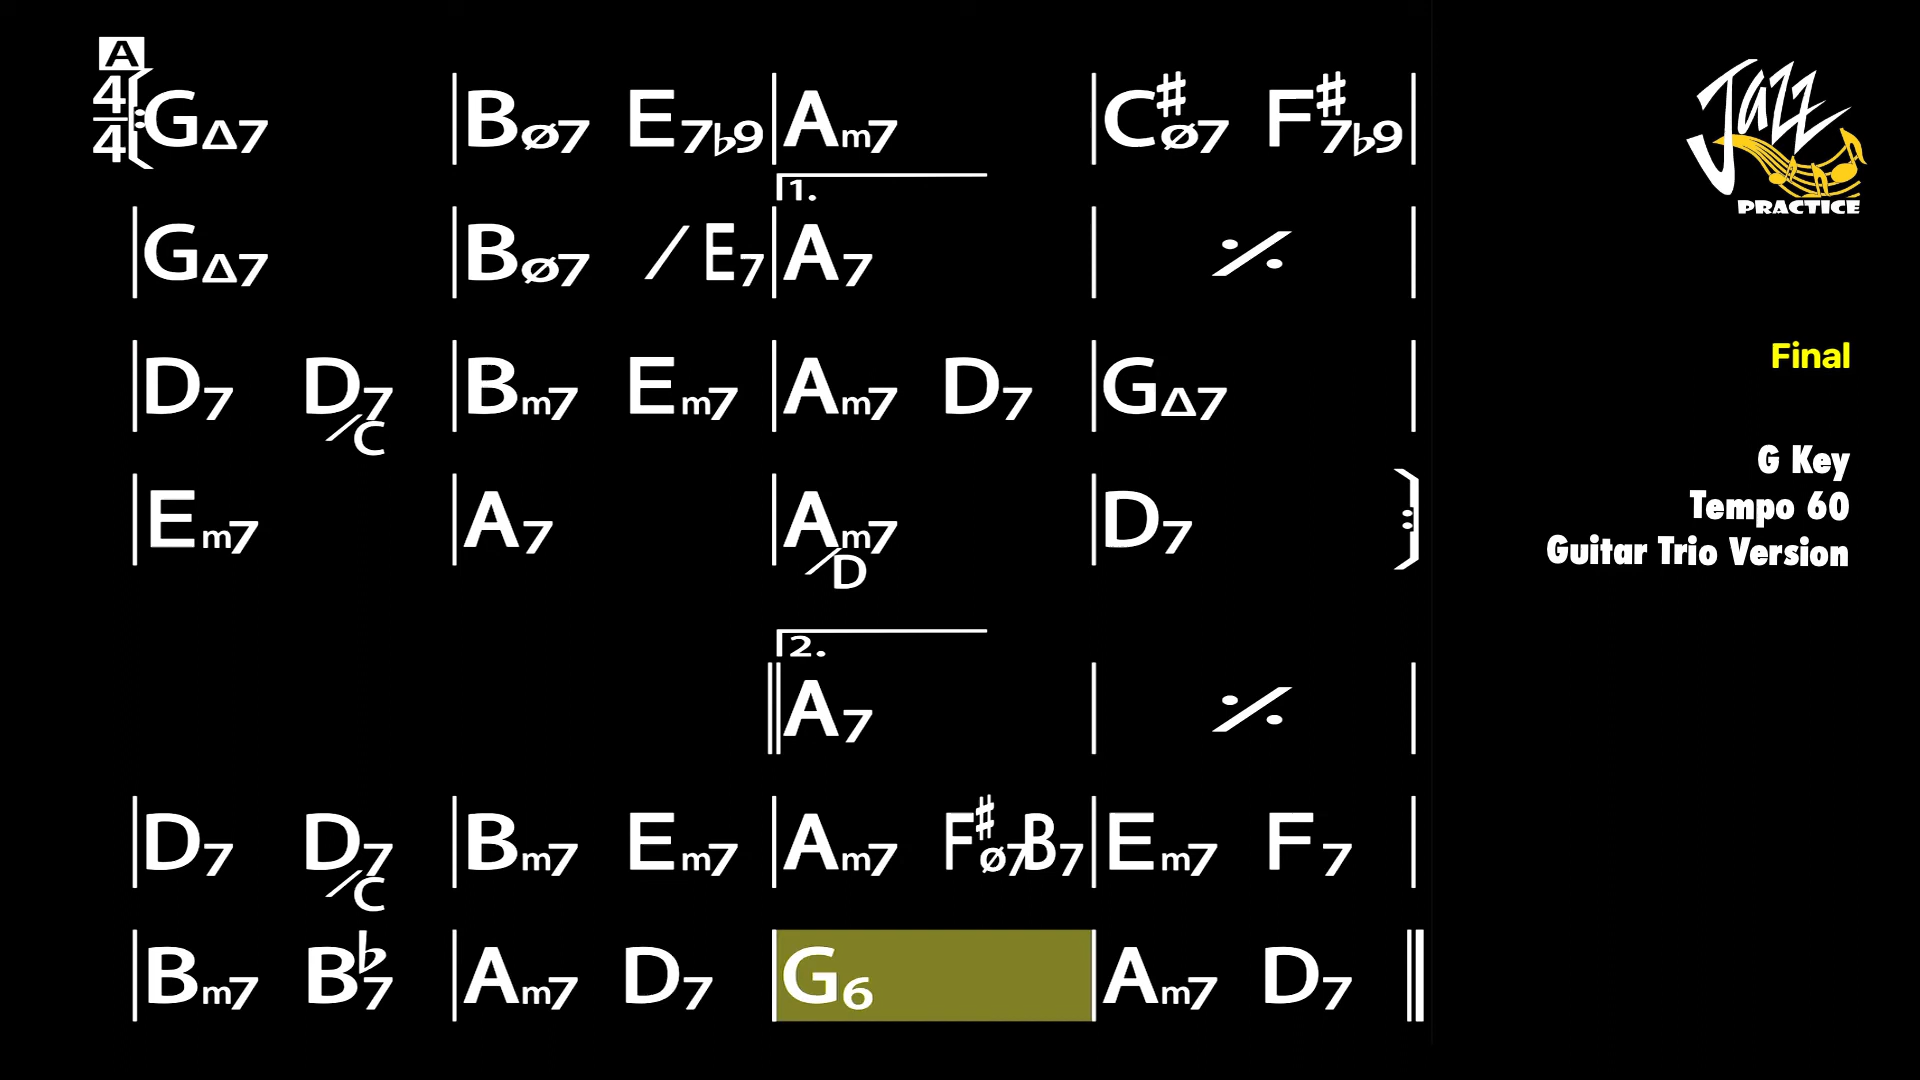 A
4/4 GΔ7 | Bø7 E7♭9 | Am7 | C♯ø7 F♯7♭9 |
1.
| GΔ7 | Bø7 / E7 | A7 | % |
| D7 D7/C | Bm7 Em7 | Am7 D7 | GΔ7 |
| Em7 | A7 | Am7/D | D7
2.
A7 | % |
| D7 D7/C | Bm7 Em7 | Am7 F♯ø7 B7 | Em7 F7 |
| Bm7 B♭7 | Am7 D7 | G6 | Am7 D7 ||
Jazz
PRACTICE
Final
G Key
Tempo 60
Guitar Trio Version